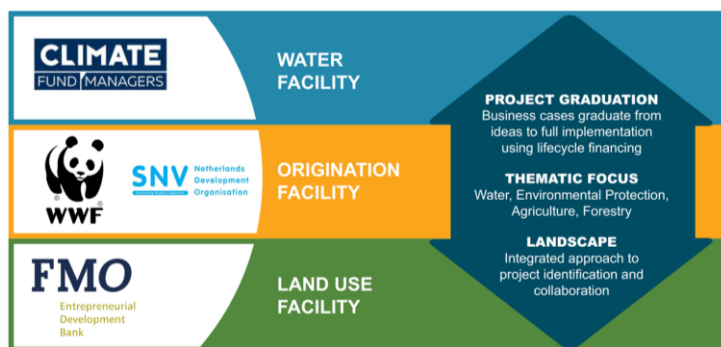 CLIMATE
FUND MANAGERS
WATER
FACILITY
WWF
SNV
Netherlands
Development
Organisation
ORIGINATION
FACILITY
FMO
Entrepreneurial
Development
Bank
LAND USE
FACILITY
PROJECT GRADUATION
Business cases graduate from
ideas to full implementation
using lifecycle financing
THEMATIC FOCUS
Water, Environmental Protection,
Agriculture, Forestry
LANDSCAPE
Integrated approach to
project identification and
collaboration